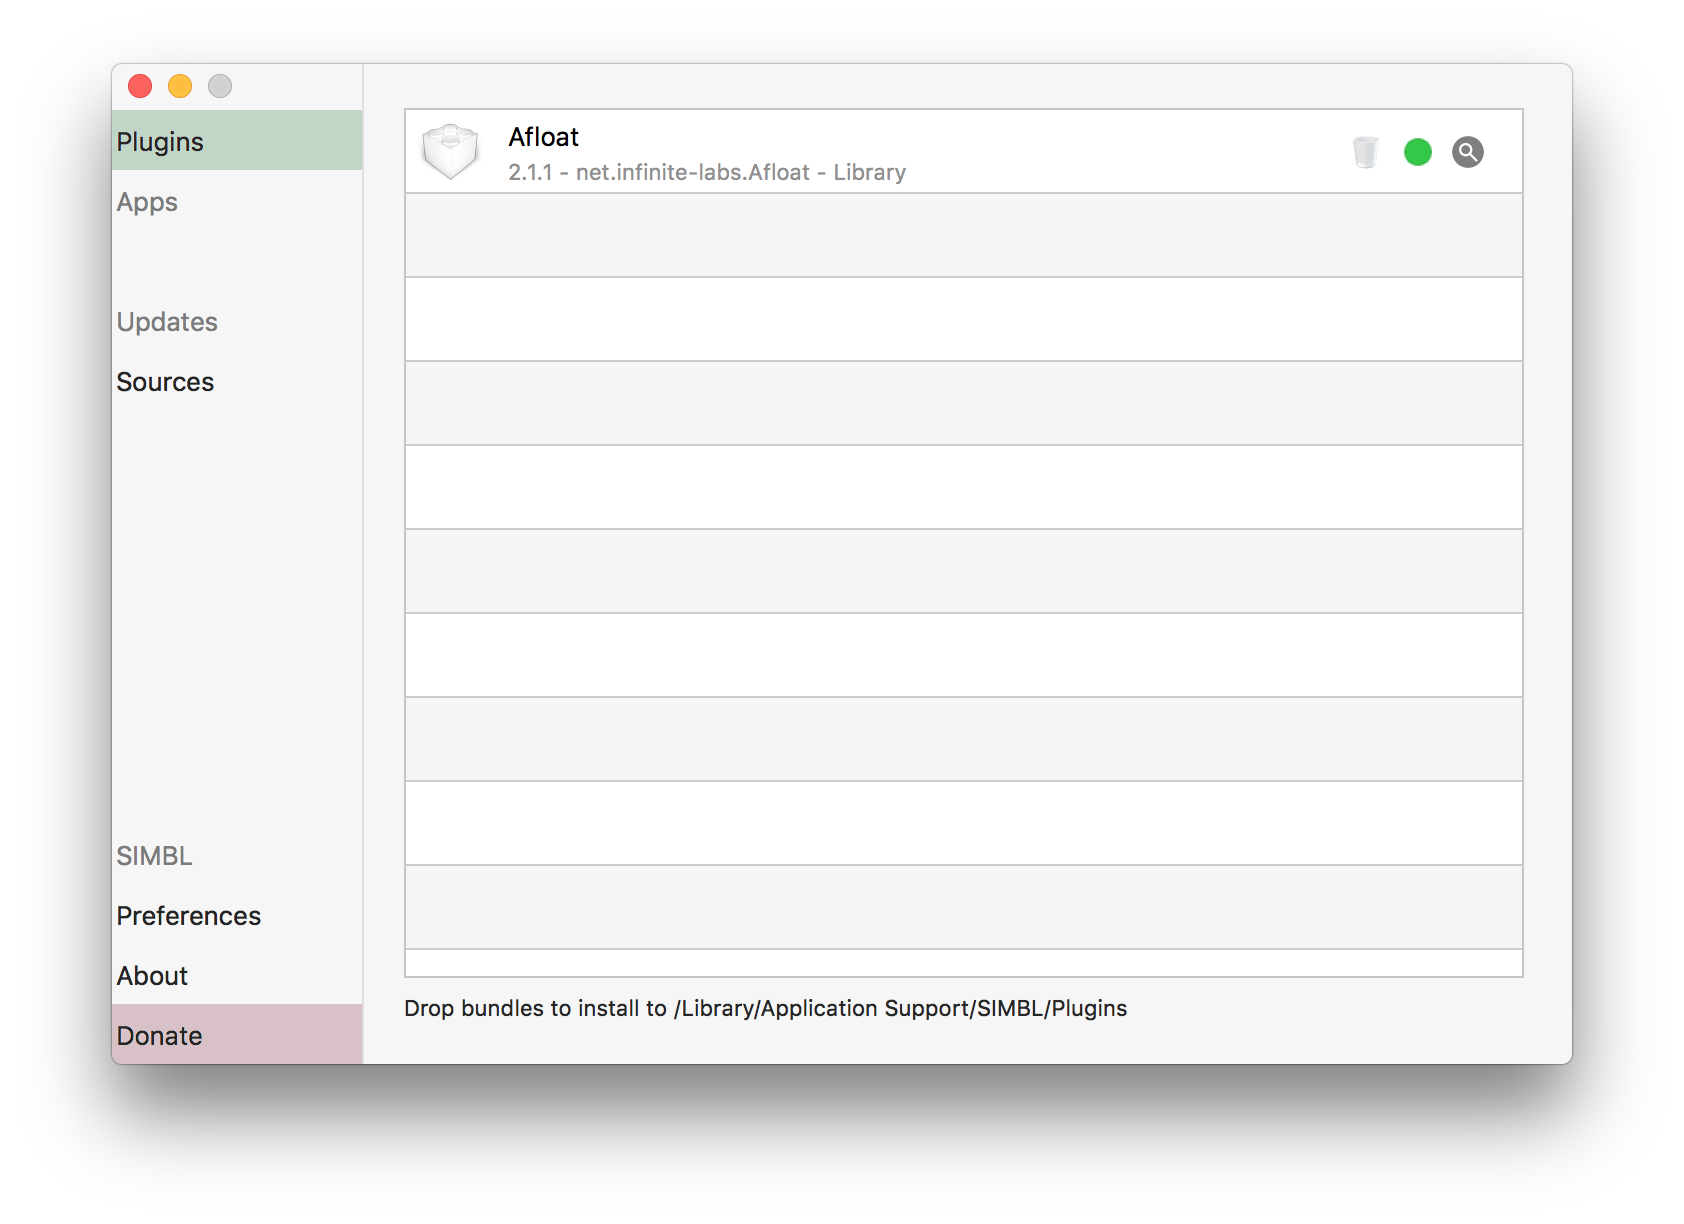 Plugins
Apps
Updates
Sources
SIMBL
Preferences
About
Donate
Afloat
2.1.1 - net.infinite-labs.Afloat - Library
Drop bundles to install to /Library/Application Support/SIMBL/Plugins